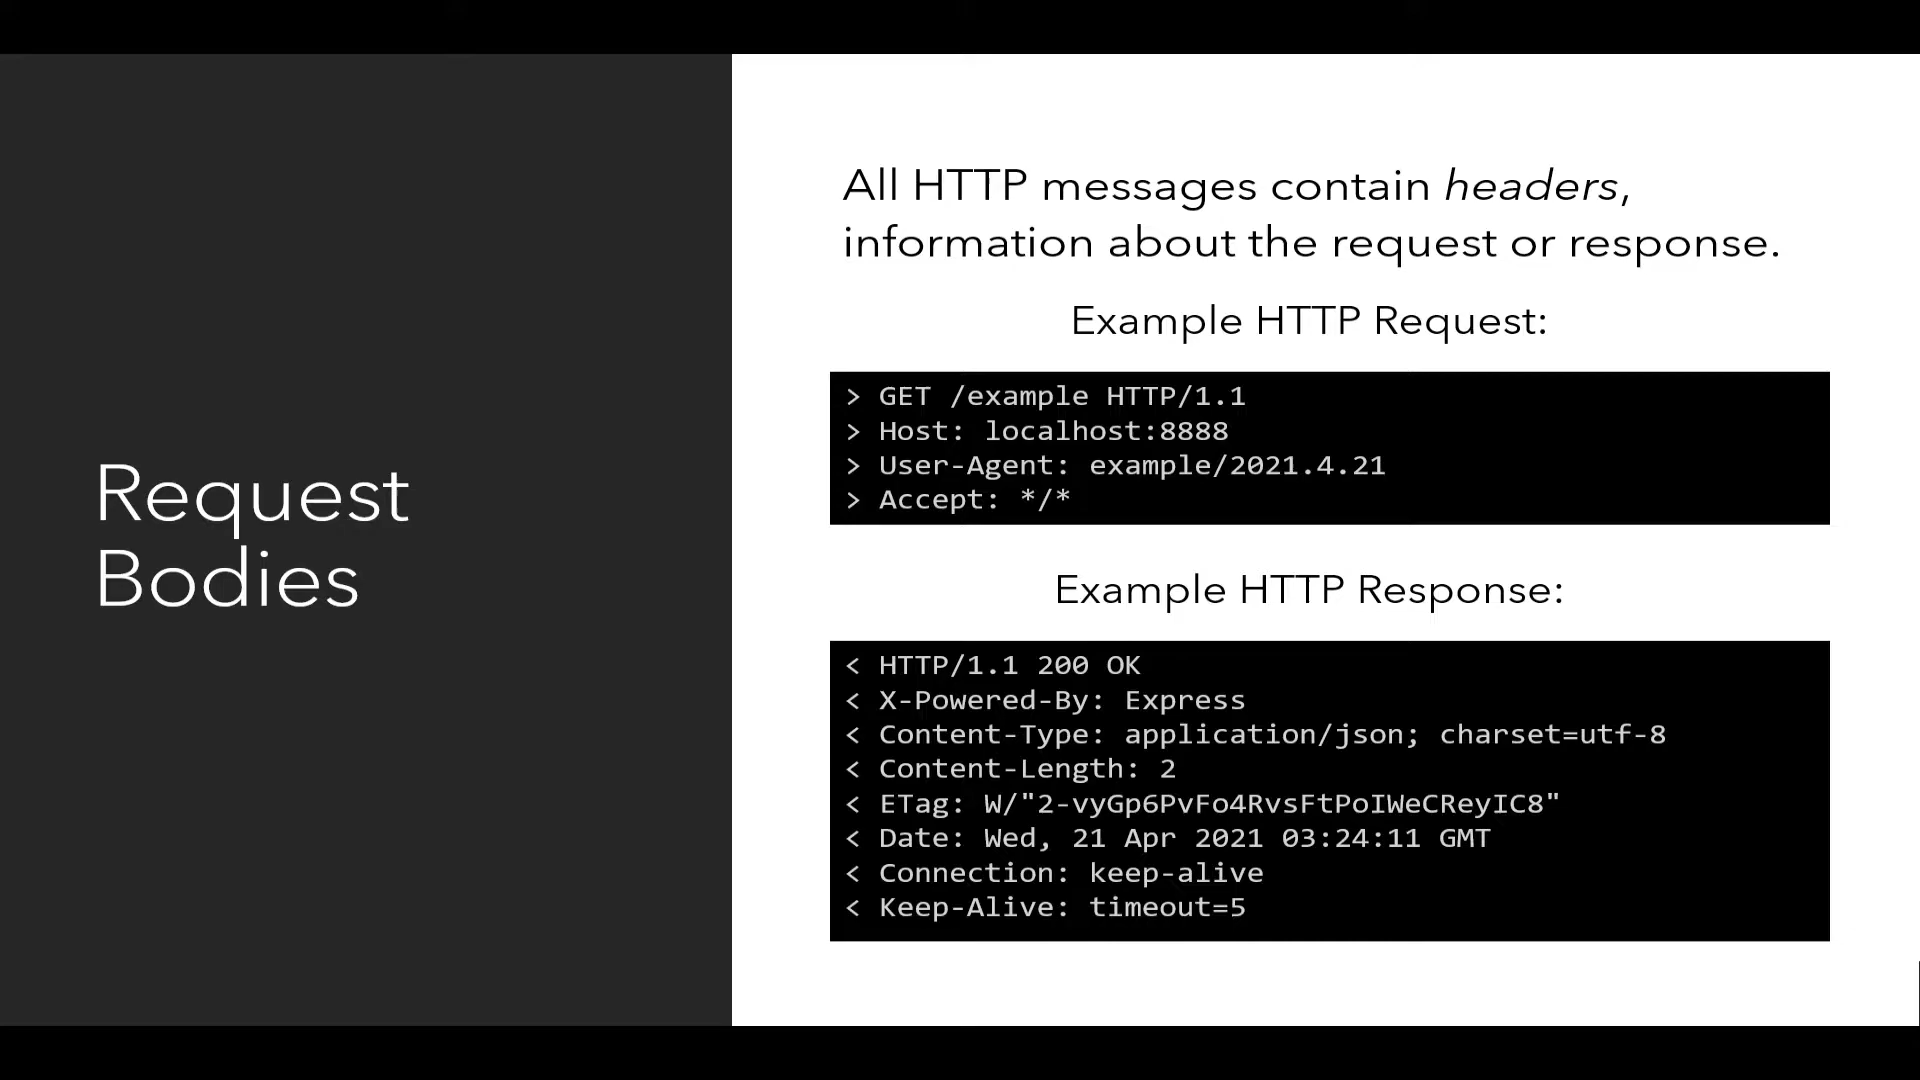 Request
Bodies
All HTTP messages contain headers,
information about the request or response.
Example HTTP Request:
> GET /example HTTP/1.1
> Host: localhost:8888
> User-Agent: example/2021.4.21
> Accept: */*
Example HTTP Response:
< HTTP/1.1 200 OK
< X-Powered-By: Express
< Content-Type: application/json; charset=utf-8
< Content-Length: 2
< ETag: W/"2-vyGp6PvFo4RvsFtPoIWeCReyIC8"
< Date: Wed, 21 Apr 2021 03:24:11 GMT
< Connection: keep-alive
< Keep-Alive: timeout=5